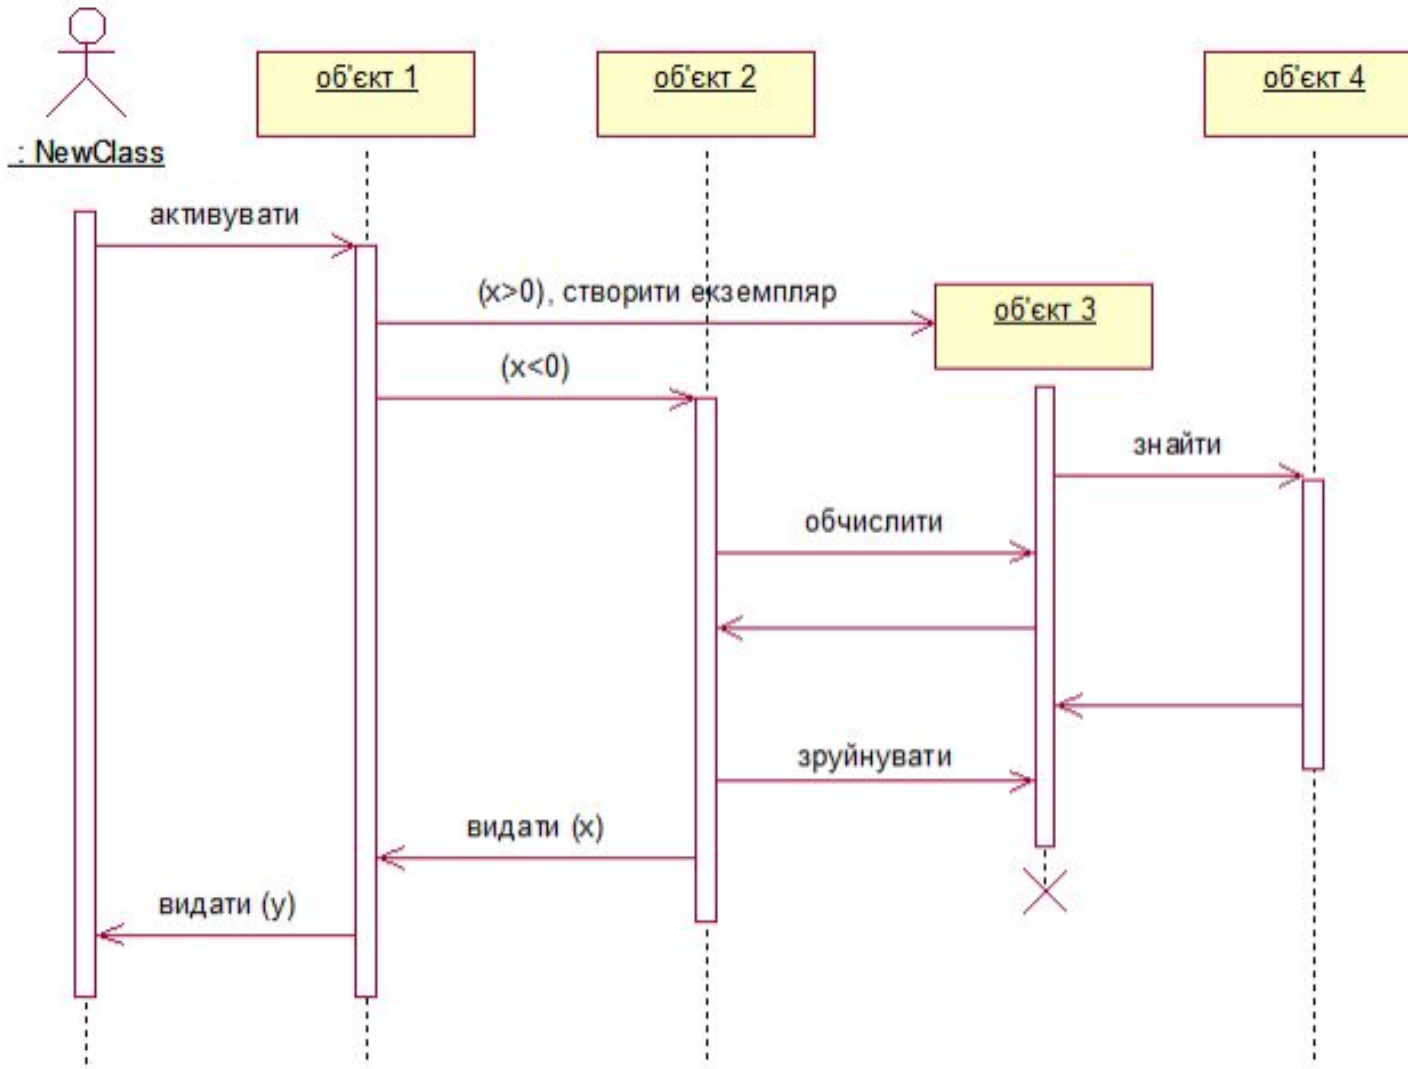 об'єкт 1
об'єкт 2
об'єкт 4
_: NewClass
активувати
(x>0), створити екземпляр
об'єкт 3
(x<0)
знайти
обчислити
зруйнувати
видати (x)
видати (y)